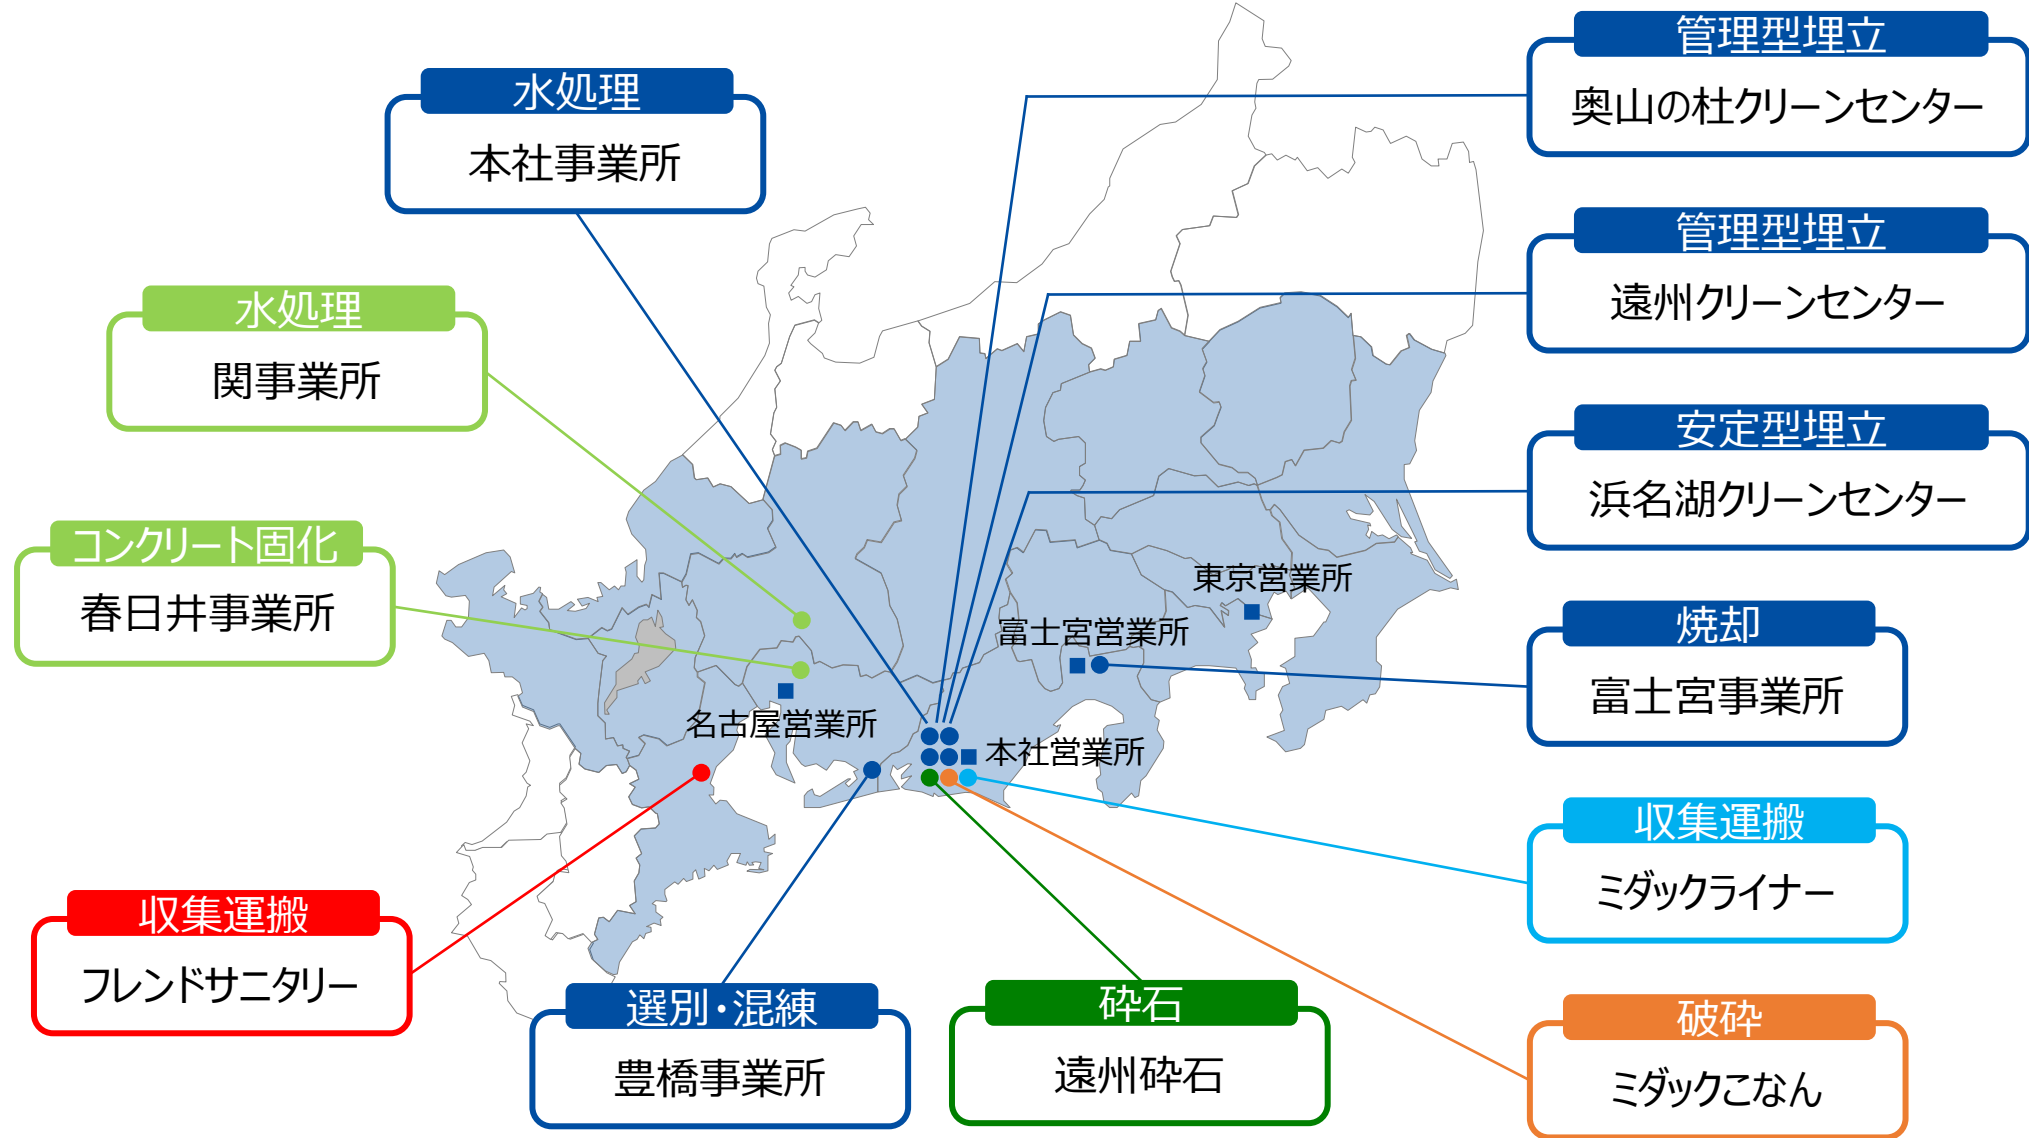 水処理
本社事業所
水処理
関事業所
コンクリート固化
春日井事業所
収集運搬
フレンドサニタリー
選別・混練
豊橋事業所
砕石
遠州砕石
管理型埋立
奥山の杜クリーンセンター
管理型埋立
遠州クリーンセンター
安定型埋立
浜名湖クリーンセンター
焼却
富士宮事業所
収集運搬
ミダックライナー
破砕
ミダックこなん
東京営業所
富士宮営業所
名古屋営業所
本社営業所